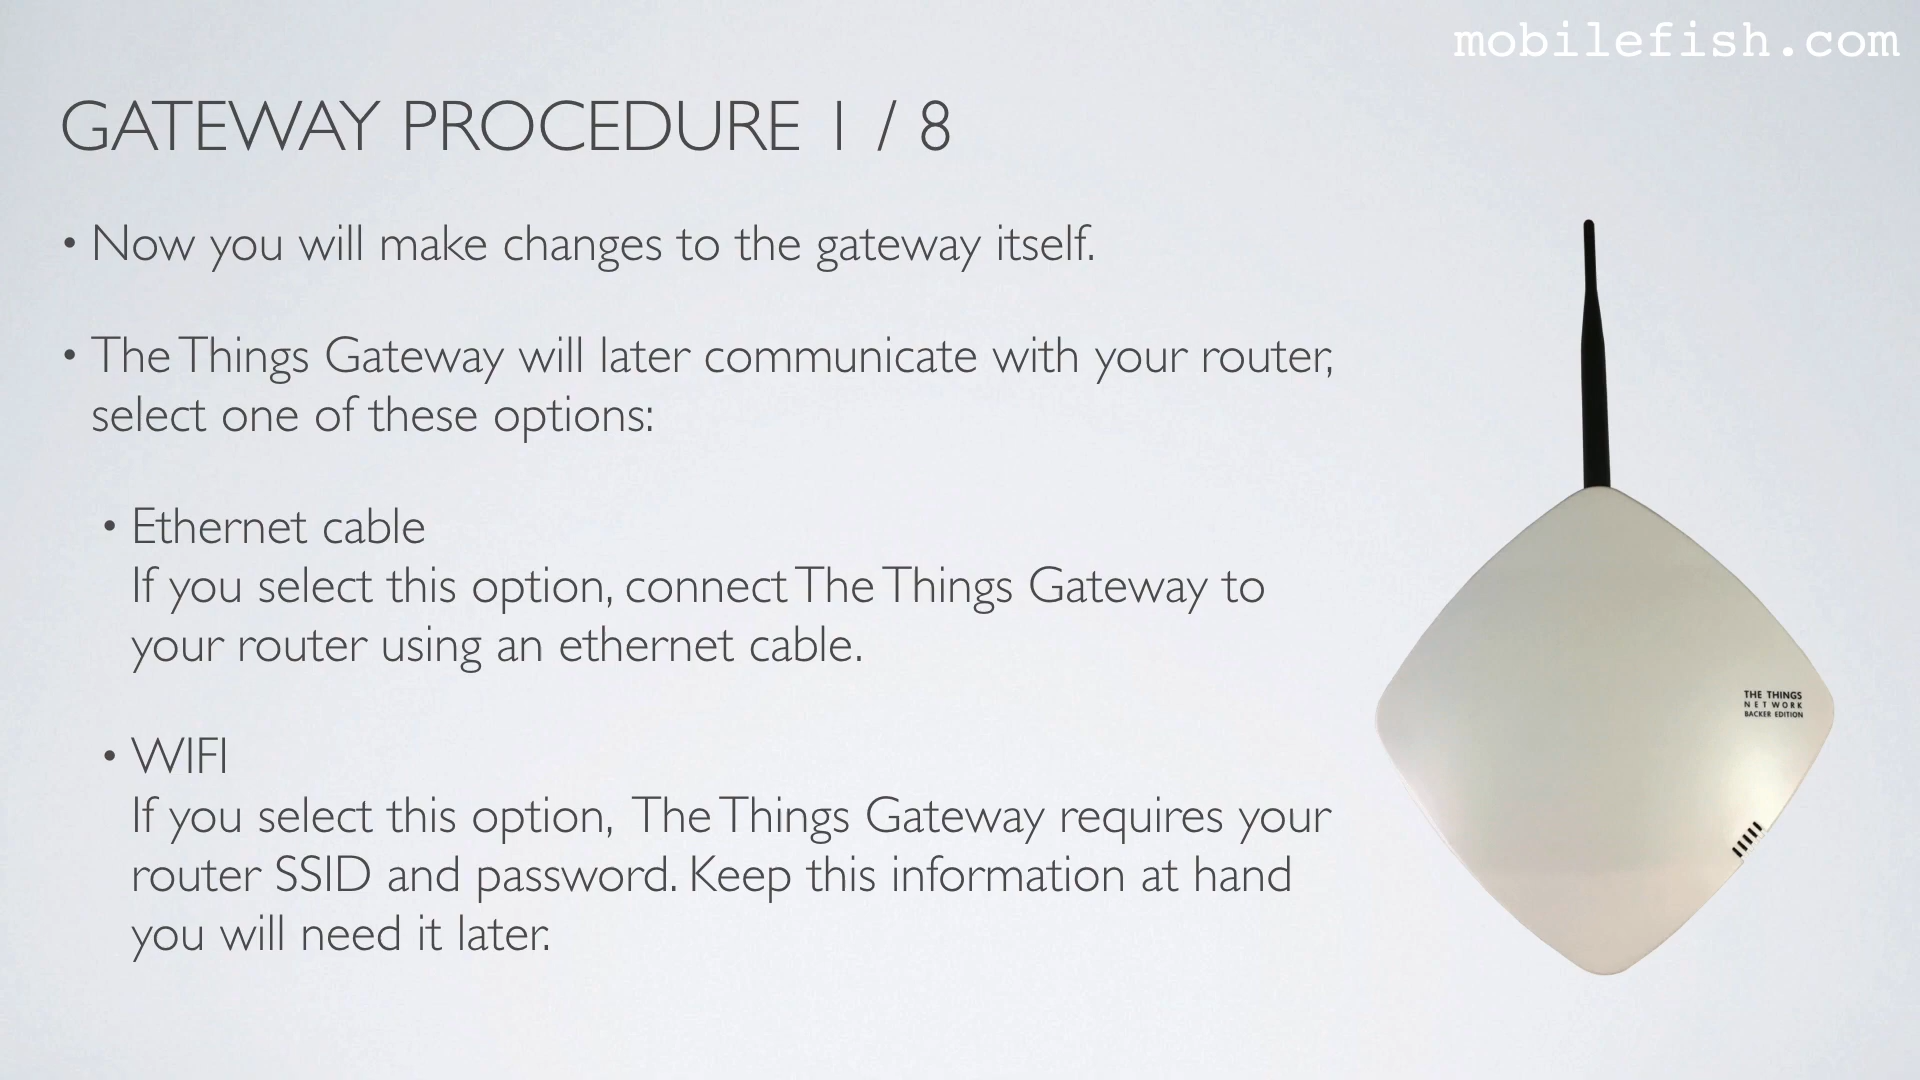 mobilefish.com
GATEWAY PROCEDURE 1 / 8
• Now you will make changes to the gateway itself.
• The Things Gateway will later communicate with your router,
select one of these options:
• Ethernet cable
If you select this option, connect The Things Gateway to
your router using an ethernet cable.
• WIFI
If you select this option, The Things Gateway requires your
router SSID and password. Keep this information at hand
you will need it later.
THE THINGS
NETWORK
BACKER EDITION